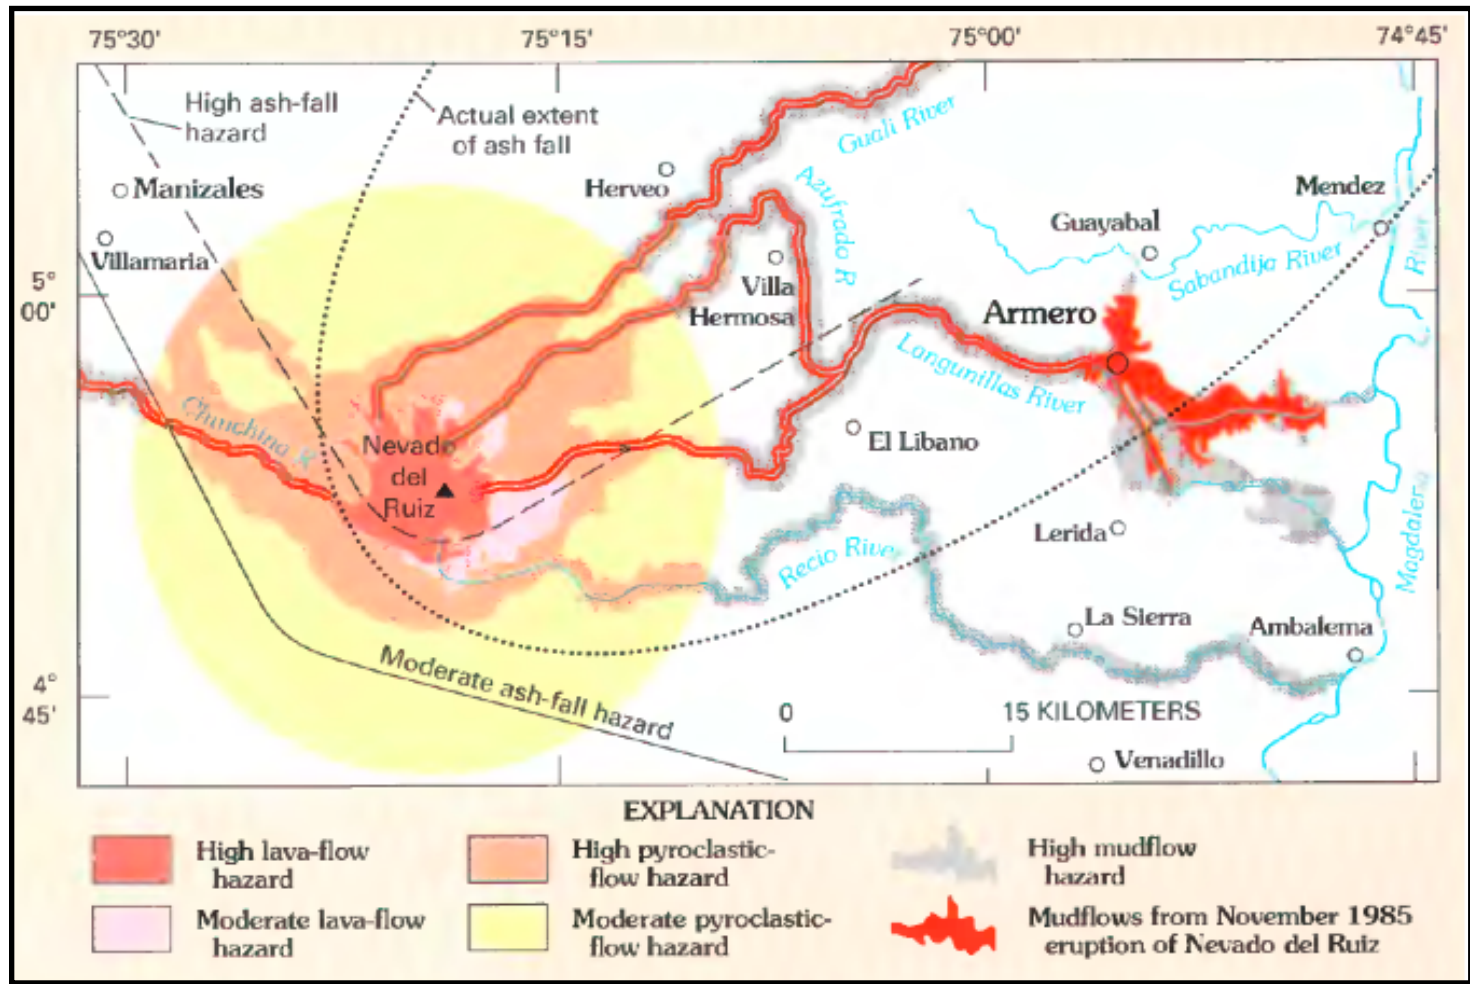 75°30'
75°15'
75°00'
74°45'
High ash-fall
hazard
Actual extent
of ash fall
Guali River
Manizales
Herveo
Azufrado R
Mendez
Guayabal
Villamaria
Sabandija River
River
5°
00'
Villa
Hermosa
Armero
Langunillas River
Chinchina R
Nevado
del
Ruiz
El Libano
Lerida
Recio River
Magdalena
La Sierra
Ambalema
Moderate ash-fall hazard
4°
45'
0
15 KILOMETERS
Venadillo
EXPLANATION
High lava-flow
hazard
High pyroclastic-
flow hazard
High mudflow
hazard
Moderate lava-flow
hazard
Moderate pyroclastic-
flow hazard
Mudflows from November 1985
eruption of Nevado del Ruiz